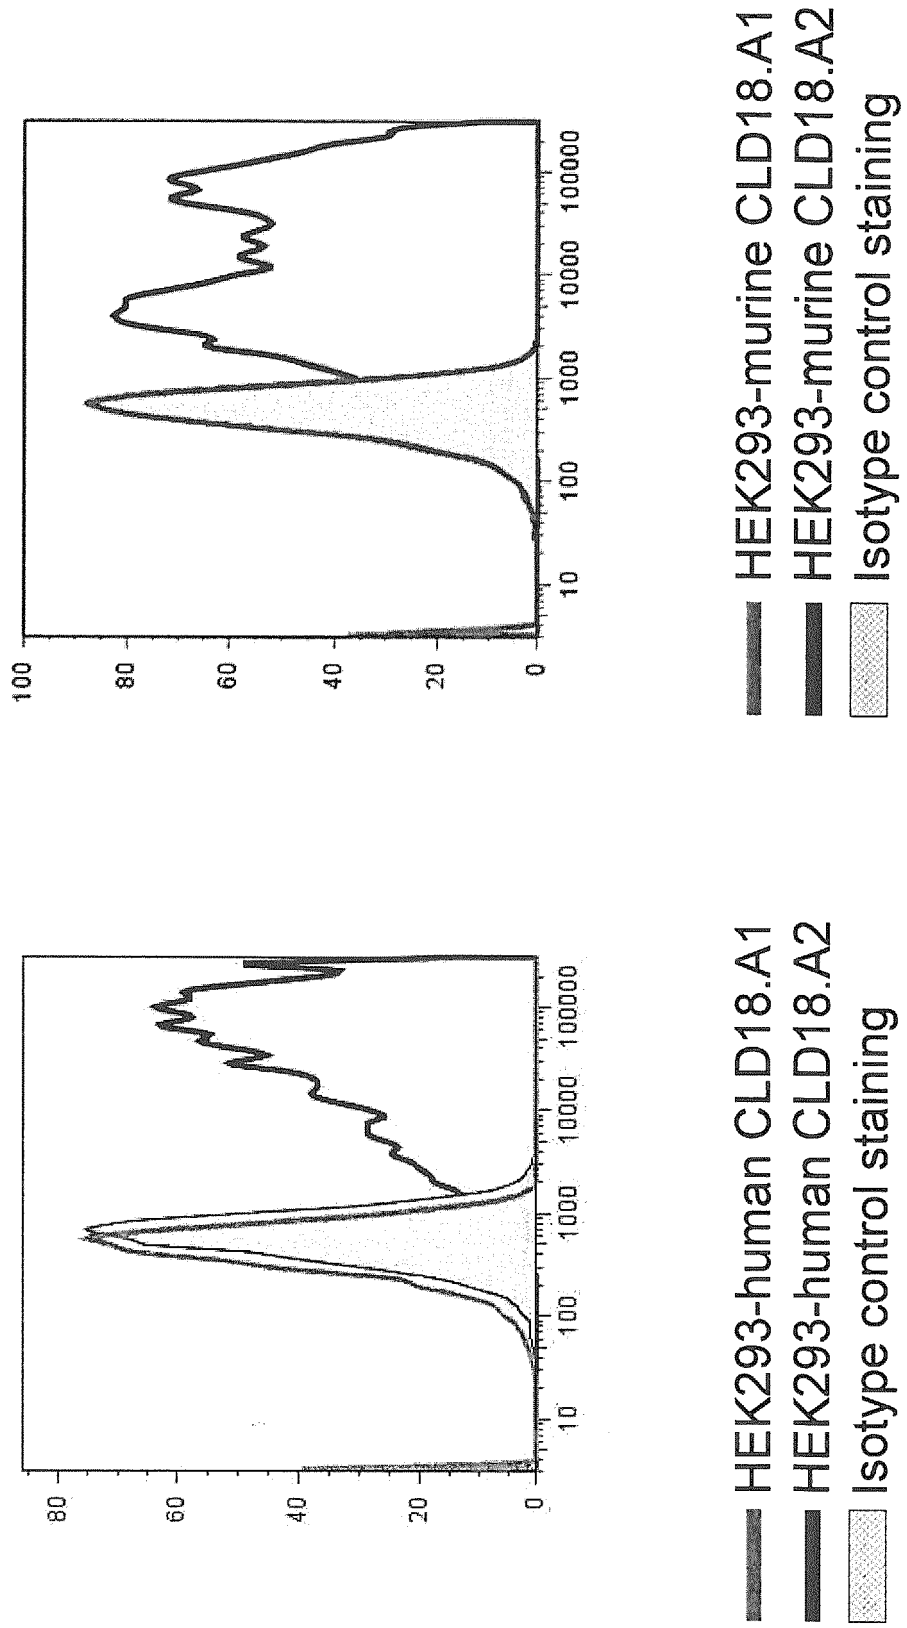 80
60
40
20
0
10 100 1000 10000 100000
HEK293-human CLD18.A1
HEK293-human CLD18.A2
Isotype control staining
100
80
60
40
20
0
10 100 1000 10000 100000
HEK293-murine CLD18.A1
HEK293-murine CLD18.A2
Isotype control staining